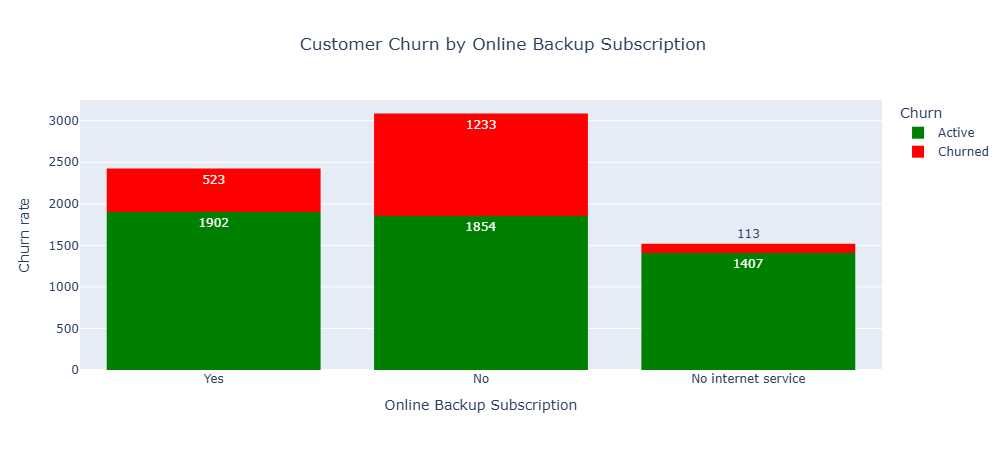 Customer Churn by Online Backup Subscription
Churn
Active
Churned
Churn rate
3000
2500
2000
1500
1000
500
0
523
1902
1233
1854
113
1407
Yes
No
No internet service
Online Backup Subscription